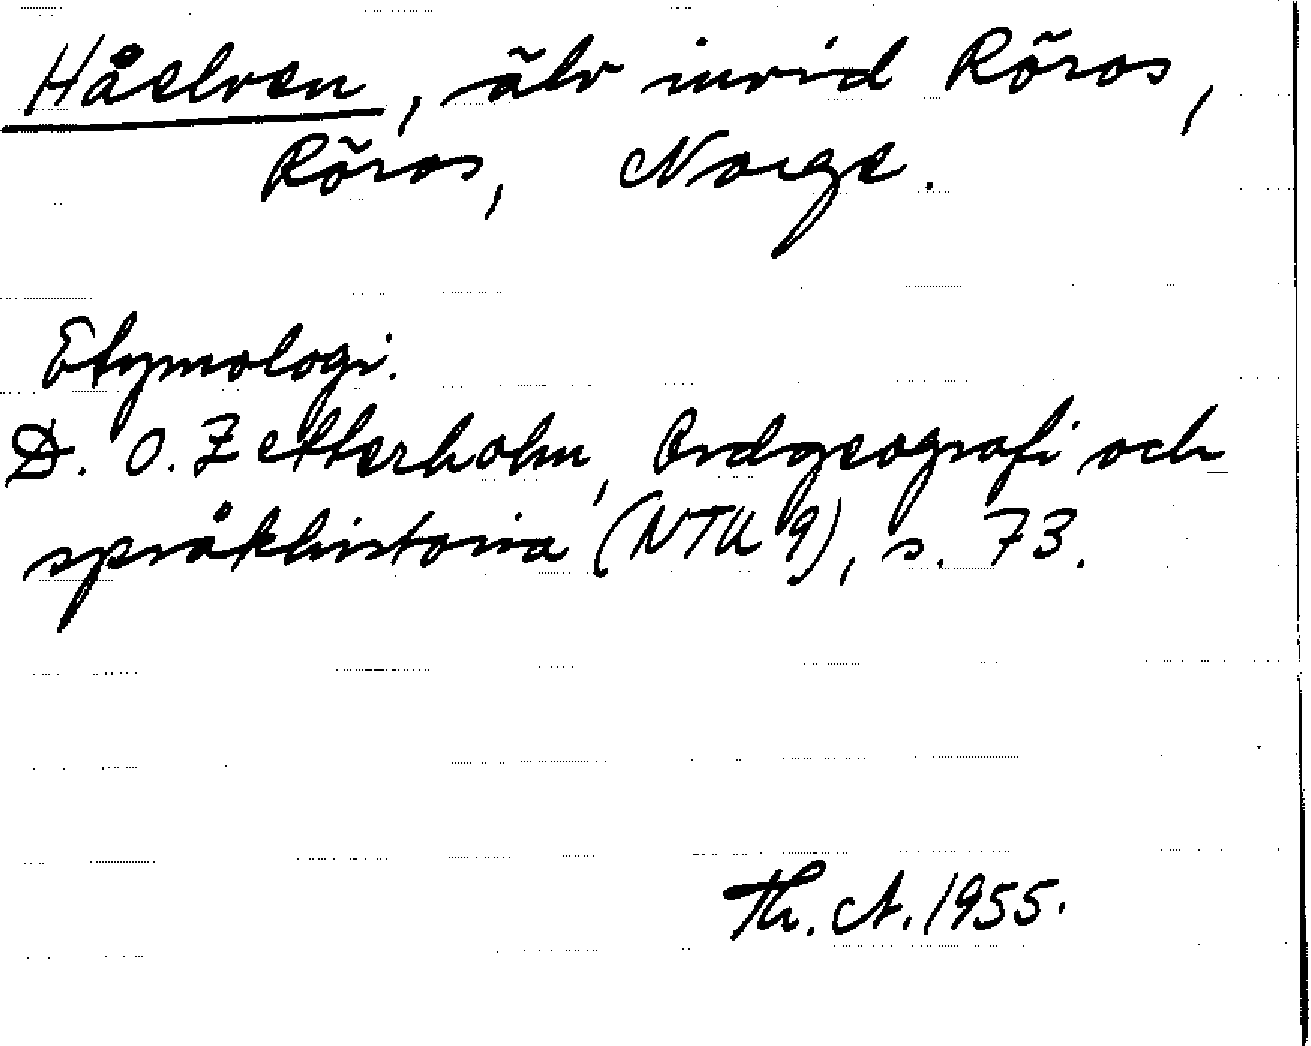 Håelven, älv invid Röros,
Röros, Norge.
Etymologi.
D. O. Zetterholm, Ordgeografi och
språkhistoria (NTU 9), s. 73.
Th. A. 1955.